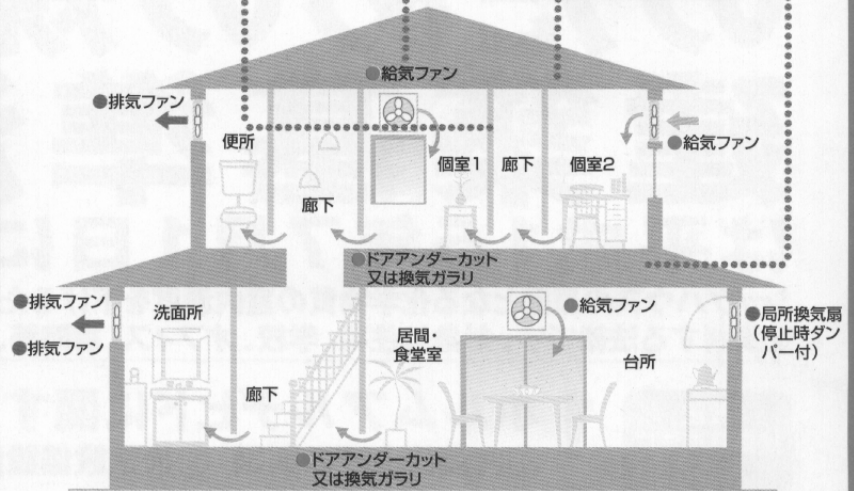 ●給気ファン
●排気ファン
便所
●給気ファン
個室1
廊下
個室2
廊下
●ドアアンダーカット
又は換気ガラリ
●排気ファン
洗面所
●給気ファン
●局所換気扇
(停止時ダン
パー付)
●排気ファン
居間・
食堂室
台所
廊下
●ドアアンダーカット
又は換気ガラリ